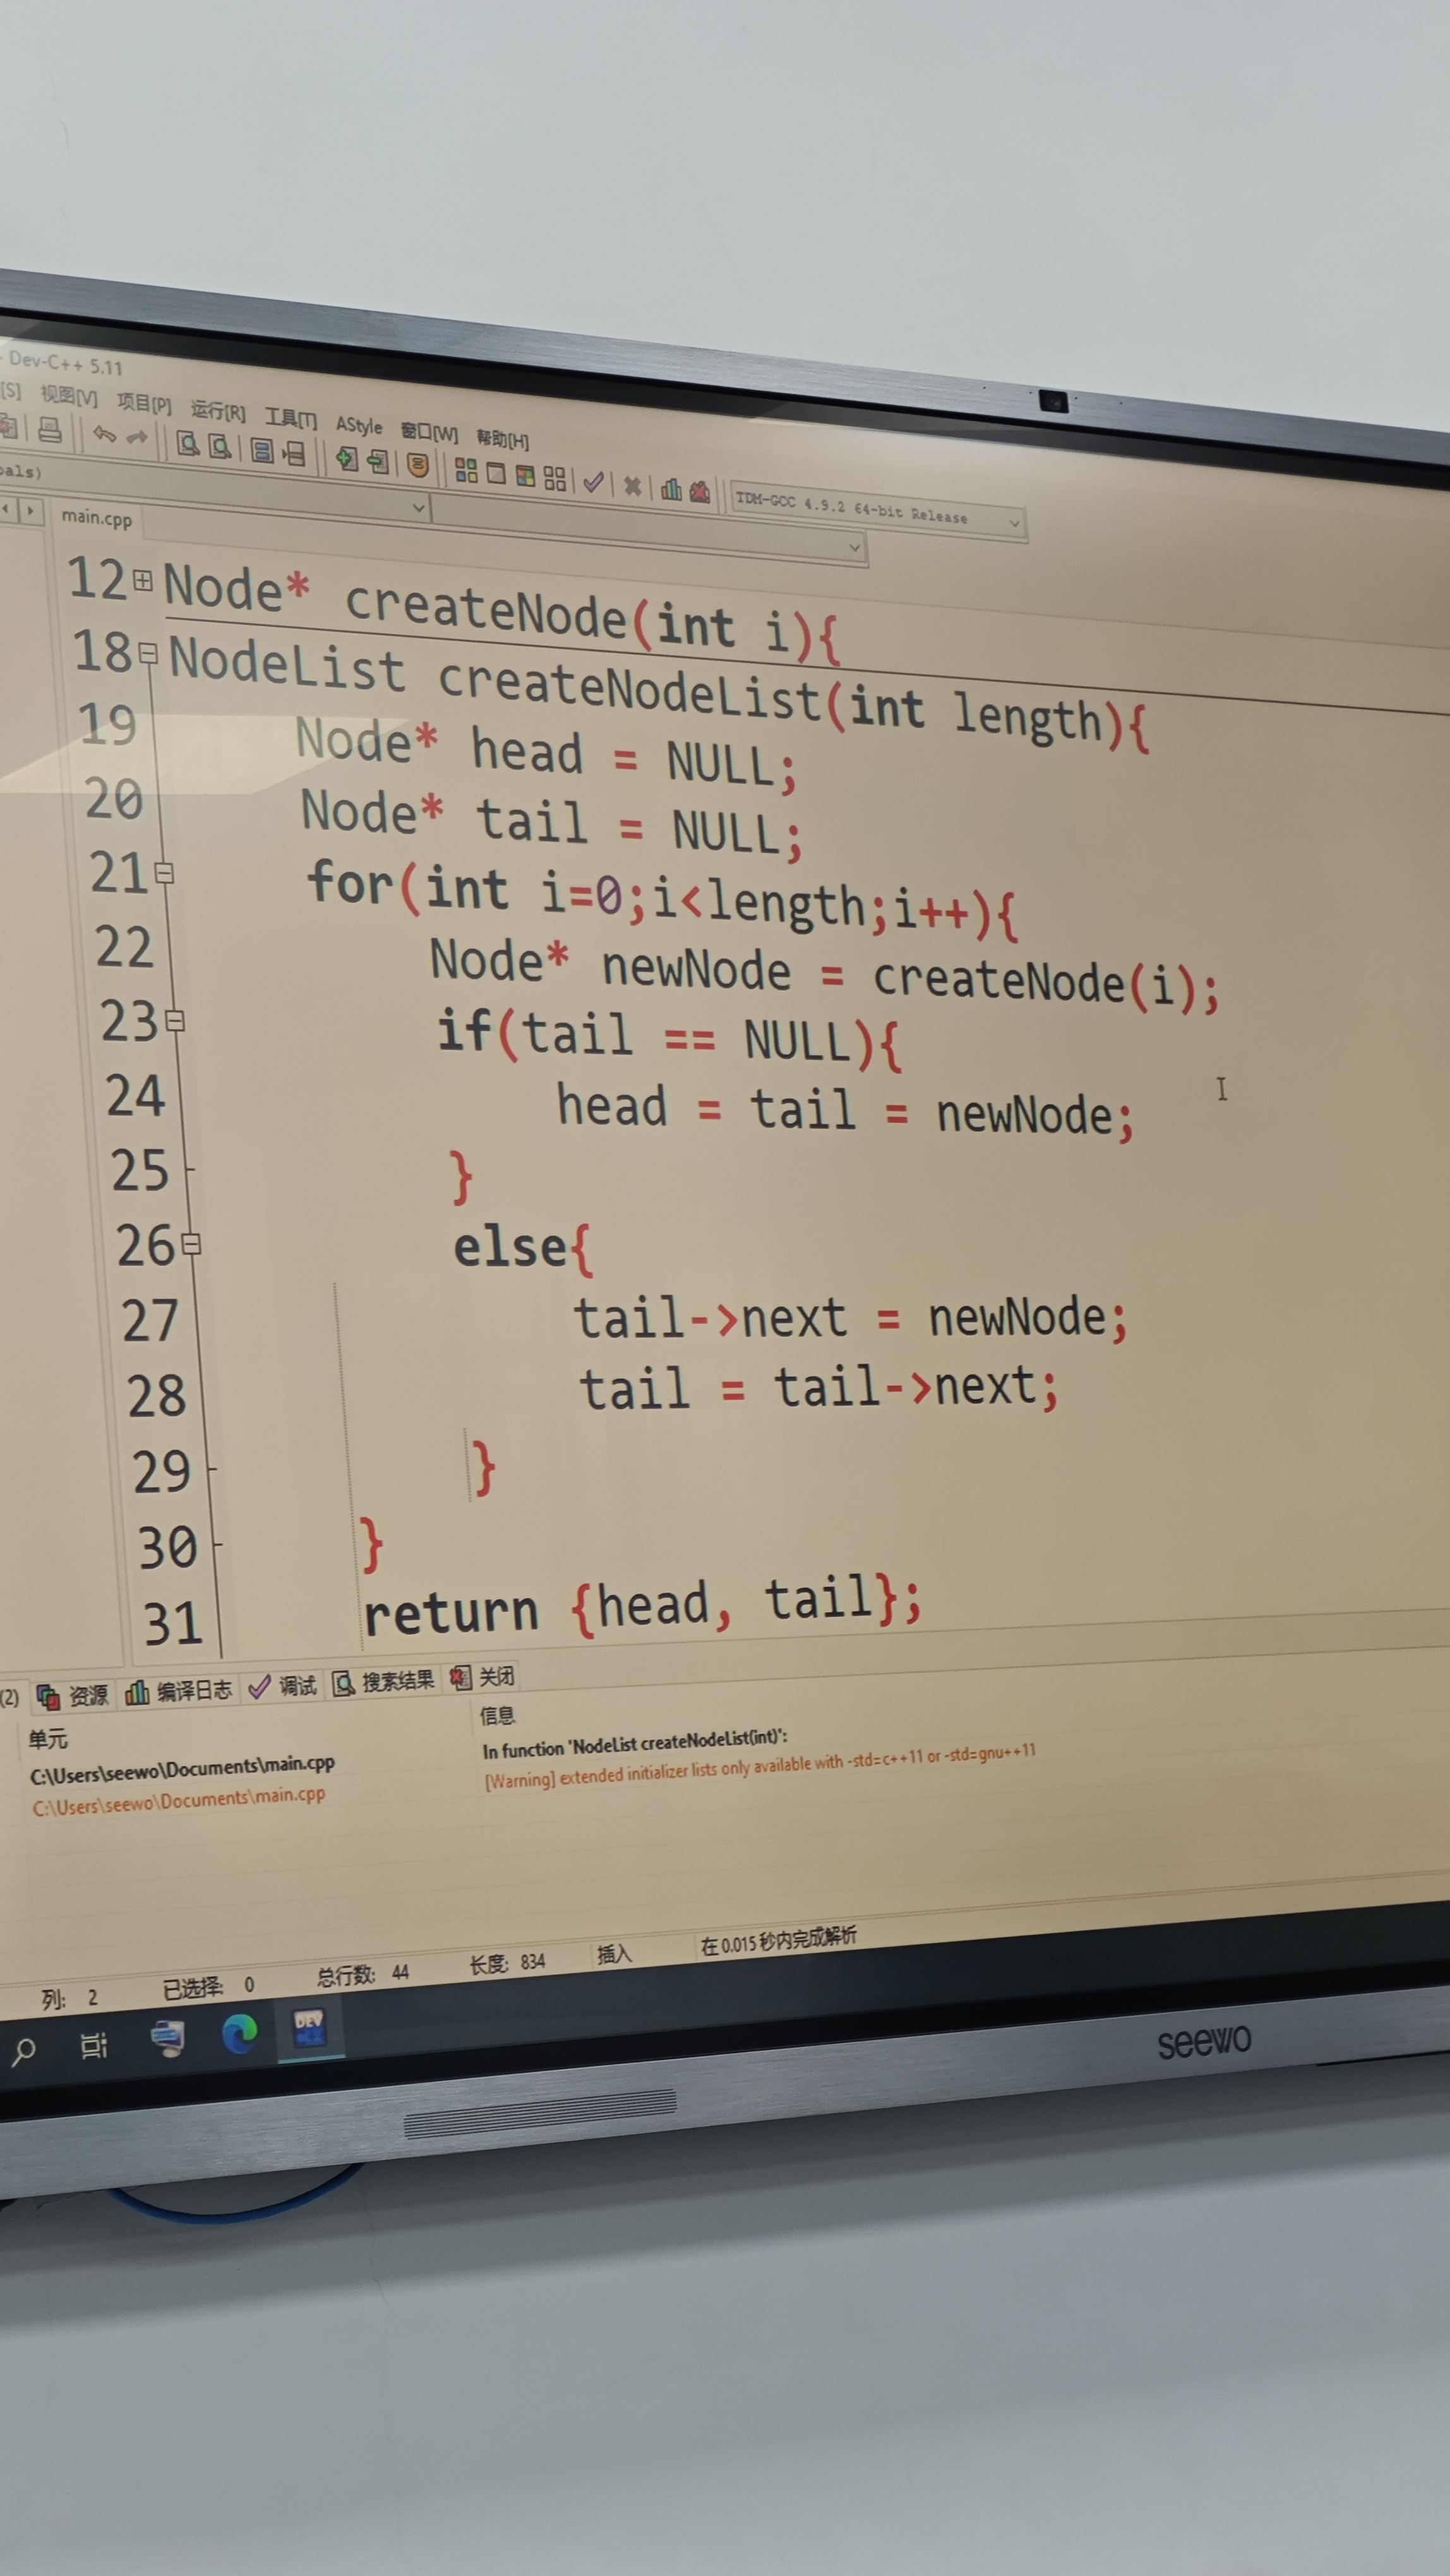 - Dev-C++ 5.11
[S] 视图[V] 项目[P] 运行[R] 工具[T] AStyle 窗口[W] 帮助[H]
TDM-GCC 4.9.2 64-bit Release
bals)
main.cpp
12 Node* createNode(int i){
18 NodeList createNodeList(int length){
19 Node* head = NULL;
20 Node* tail = NULL;
21 for(int i=0;i<length;i++){
22 Node* newNode = createNode(i);
23 if(tail == NULL){
24 head = tail = newNode;
25 }
26 else{
27 tail->next = newNode;
28 tail = tail->next;
29 }
30 }
31 return {head, tail};
(2) 资源 编译日志 调试 搜索结果 关闭
单元 信息
C:\Users\seewo\Documents\main.cpp In function 'NodeList createNodeList(int)':
C:\Users\seewo\Documents\main.cpp [Warning] extended initializer lists only available with -std=c++11 or -std=gnu++11
列: 2 已选择: 0 总行数: 44 长度: 834 插入 在 0.015 秒内完成解析
DEV
seewo